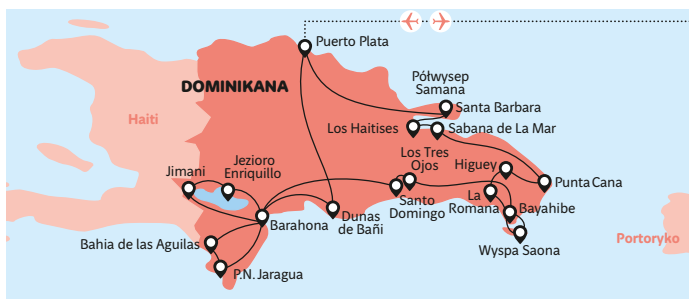 Puerto Plata
DOMINIKANA
Półwysep
Samana
Santa Barbara
Haiti
Los Haitises
Sabana de La Mar
Los Tres
Ojos
Higuey
Jezioro
Enriquillo
Jimani
Punta Cana
La
Romana
Santo
Domingo
Bayahibe
Barahona
Dunas
de Bañi
Bahia de las Aguilas
Wyspa Saona
Portoryko
P.N. Jaragua